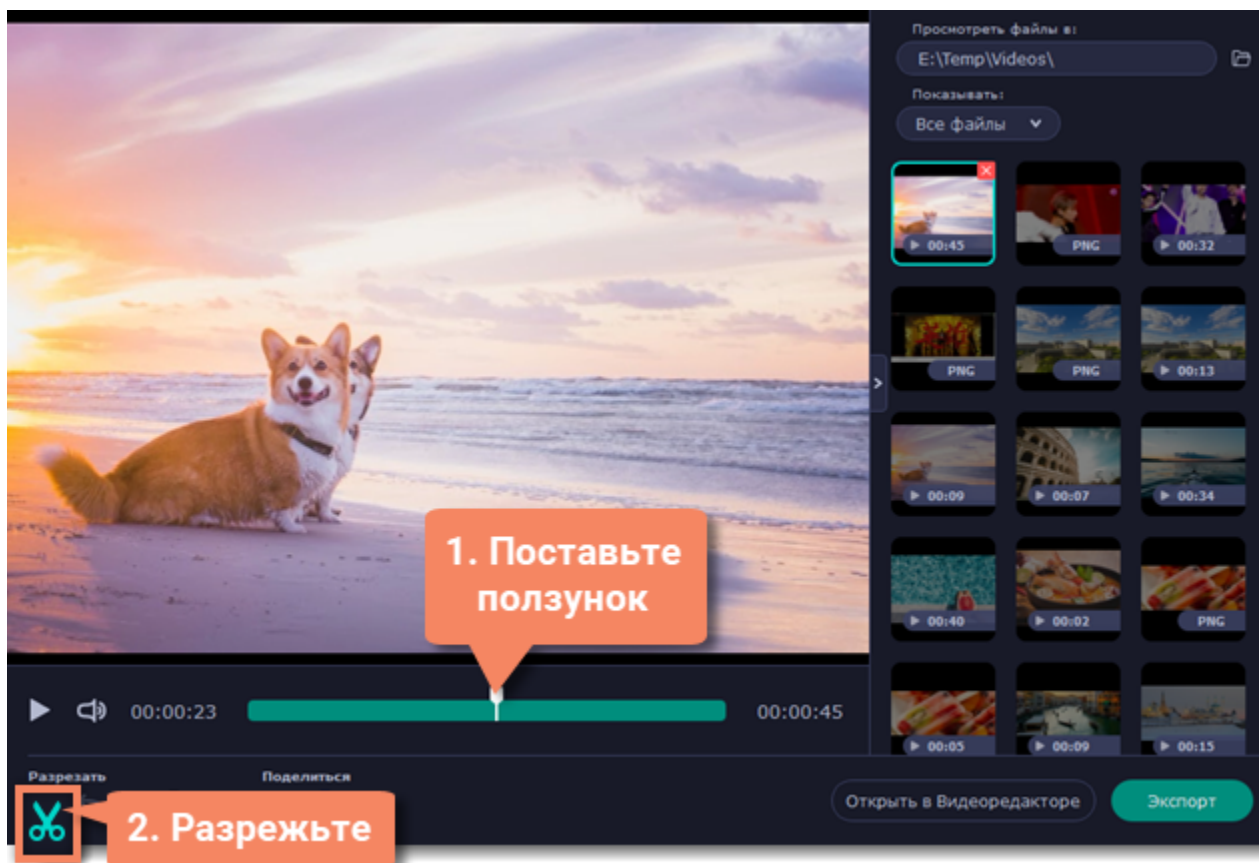 Просмотреть файлы в:
E:\Temp\Videos\
Показывать:
Все файлы
00:45
PNG
00:32
PNG
PNG
00:13
00:09
00:07
00:34
00:40
00:02
PNG
00:05
00:09
00:15
1. Поставьте
ползунок
00:00:23
00:00:45
Разрезать
Поделиться
2. Разрежьте
Открыть в Видеоредакторе
Экспорт